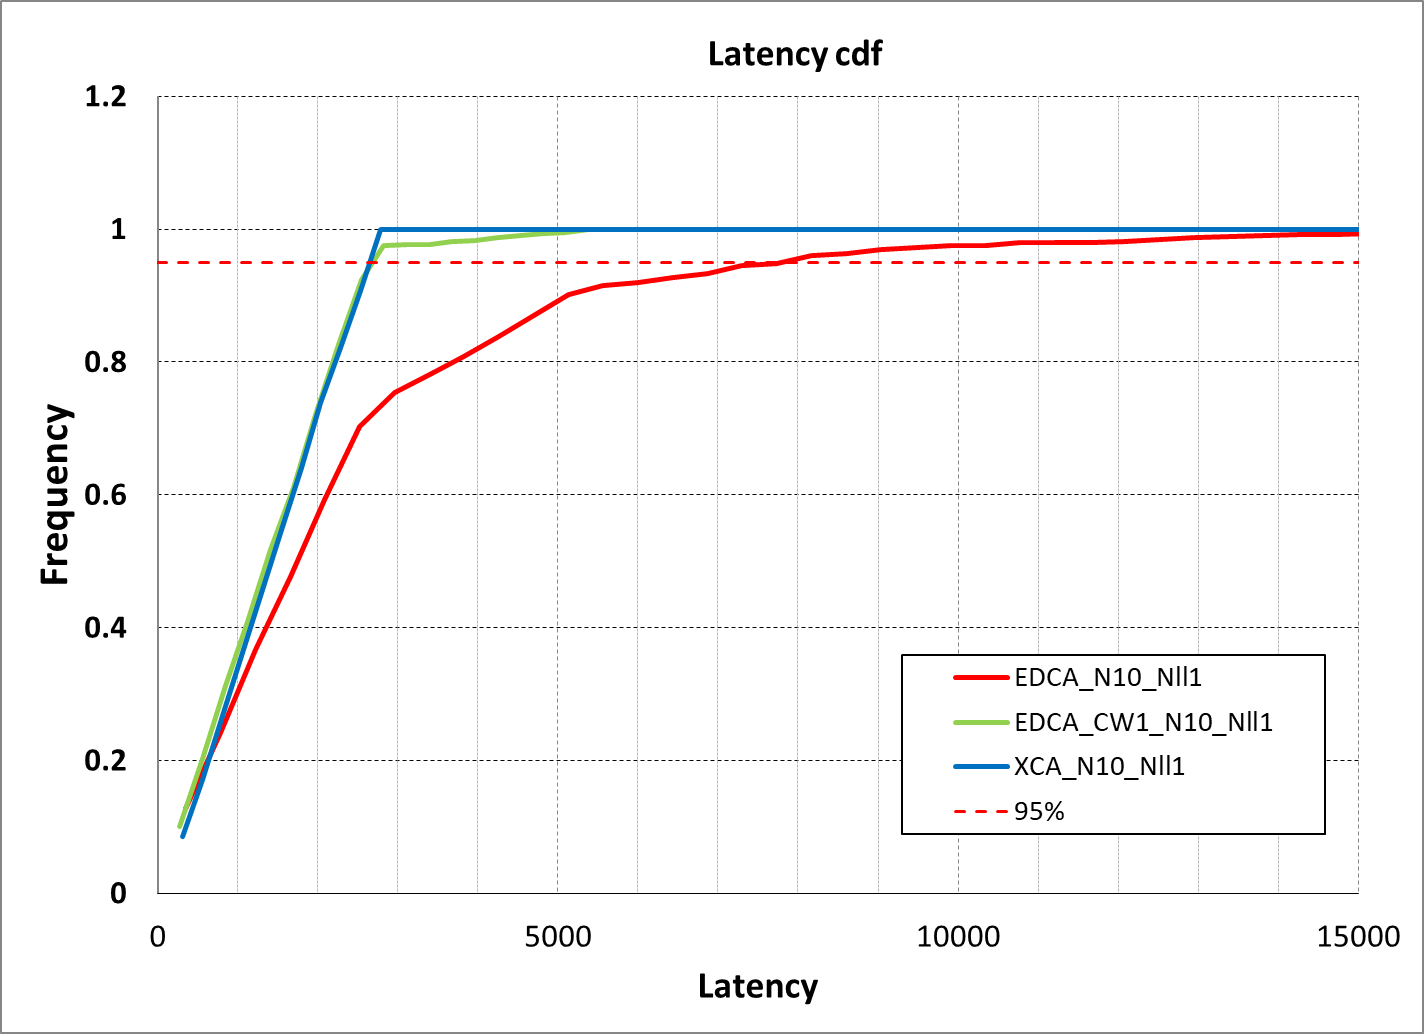 Latency cdf
1.2
1
0.8
0.6
0.4
0.2
0
Frequency
EDCA_N10_Nll1
EDCA_CW1_N10_Nll1
XCA_N10_Nll1
95%
0
5000
10000
15000
Latency